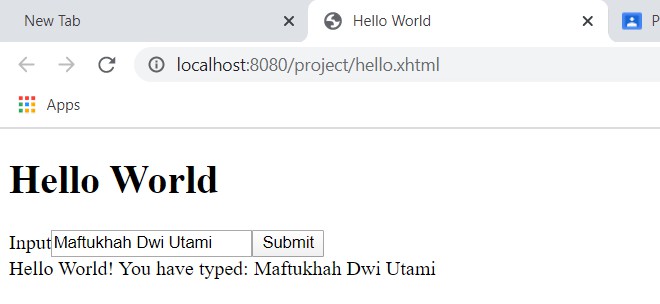 New Tab
Hello World
P
localhost:8080/project/hello.xhtml
Apps
Hello World
Input Maftukhah Dwi Utami Submit
Hello World! You have typed: Maftukhah Dwi Utami